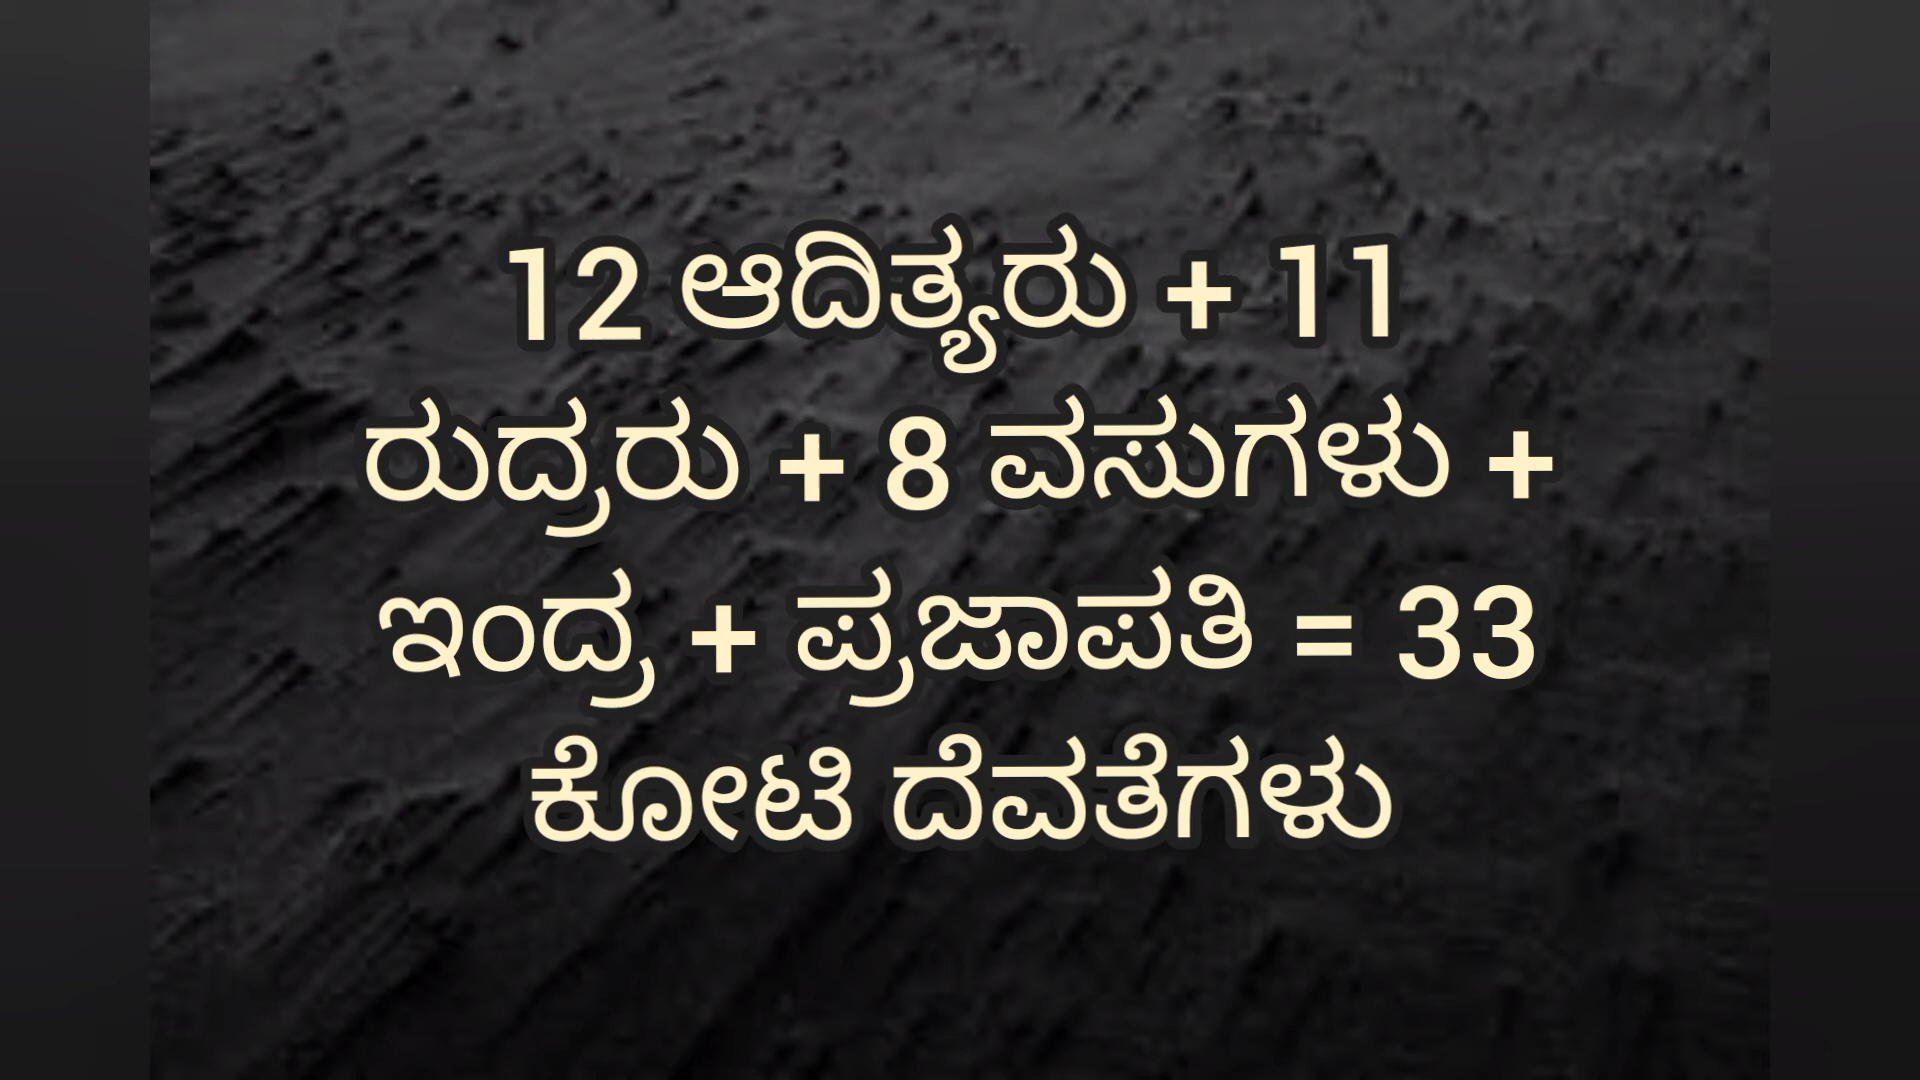 12 ಆದಿತ್ಯರು + 11
ರುದ್ರರು + 8 ವಸುಗಳು +
ಇಂದ್ರ + ಪ್ರಜಾಪತಿ = 33
ಕೋಟಿ ದೆವತೆಗಳು